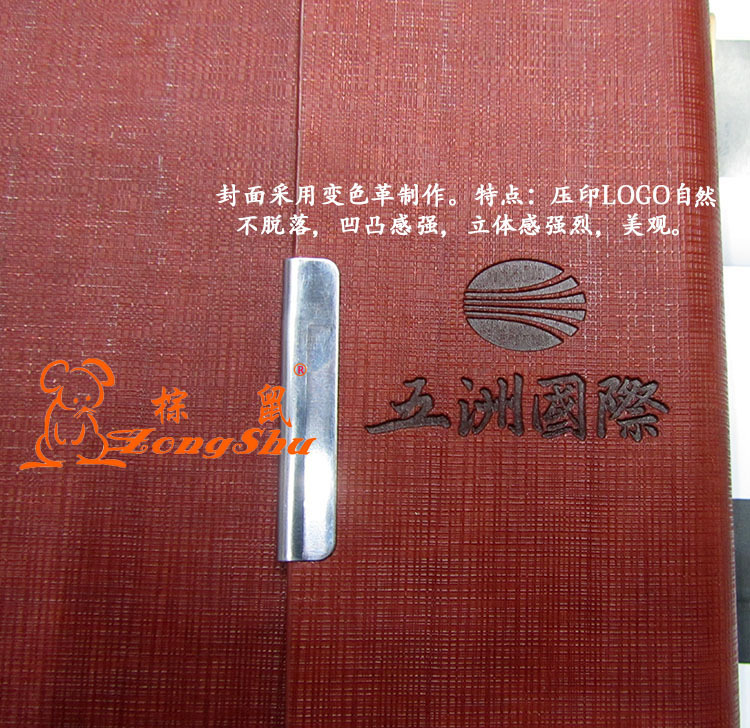 封面采用变色革制作。特点：压印LOGO自然
不脱落，凹凸感强，立体感强烈，美观。
棕鼠®
ZongShu
五洲國際